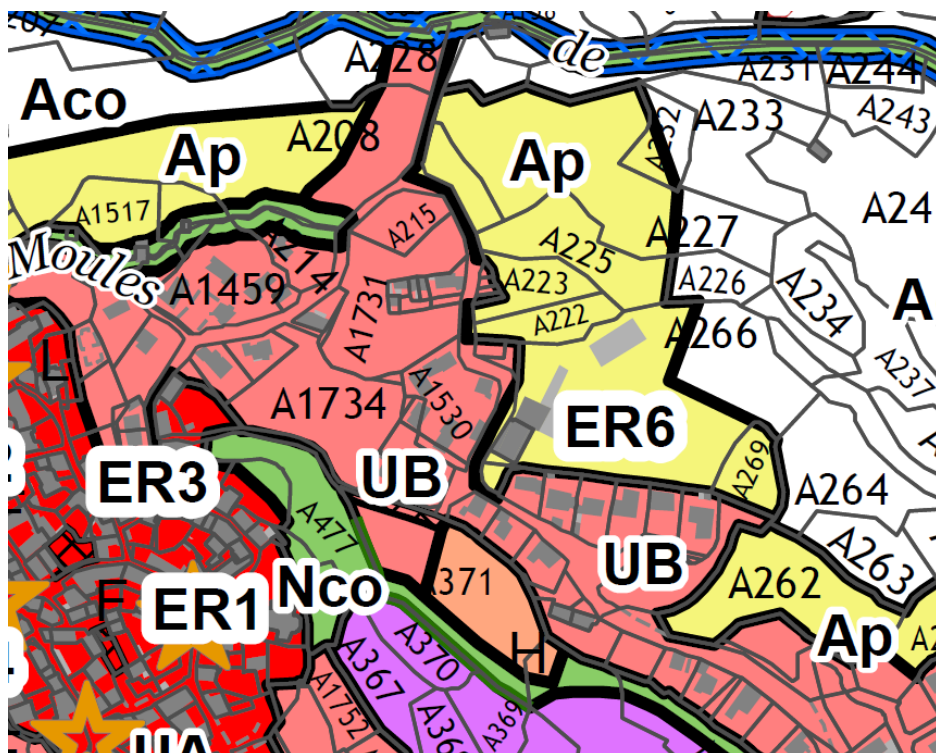 de
A228
A231
A244
Aco
A233
A243
A208
A232
Ap
Ap
A1517
A215
A24
A227
A225
Moules
A214
A1459
A223
A226
A234
A
A1731
A222
A266
L
A237
A1734
A1530
ER6
ER3
UB
A269
A264
A477
A263
UB
Nco
371
A262
F
ER1
A370
H
Ap
A367
A1752
A369
UA